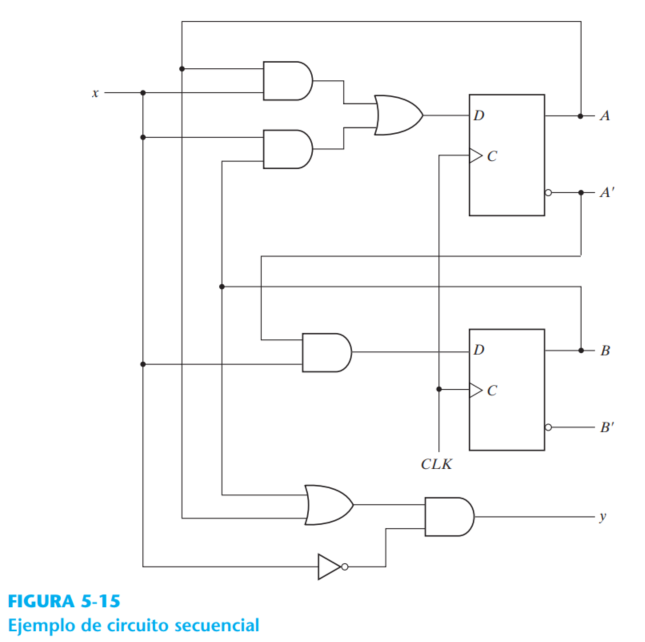 x
D
A
C
A'
D
B
C
B'
CLK
y
FIGURA 5-15
Ejemplo de circuito secuencial